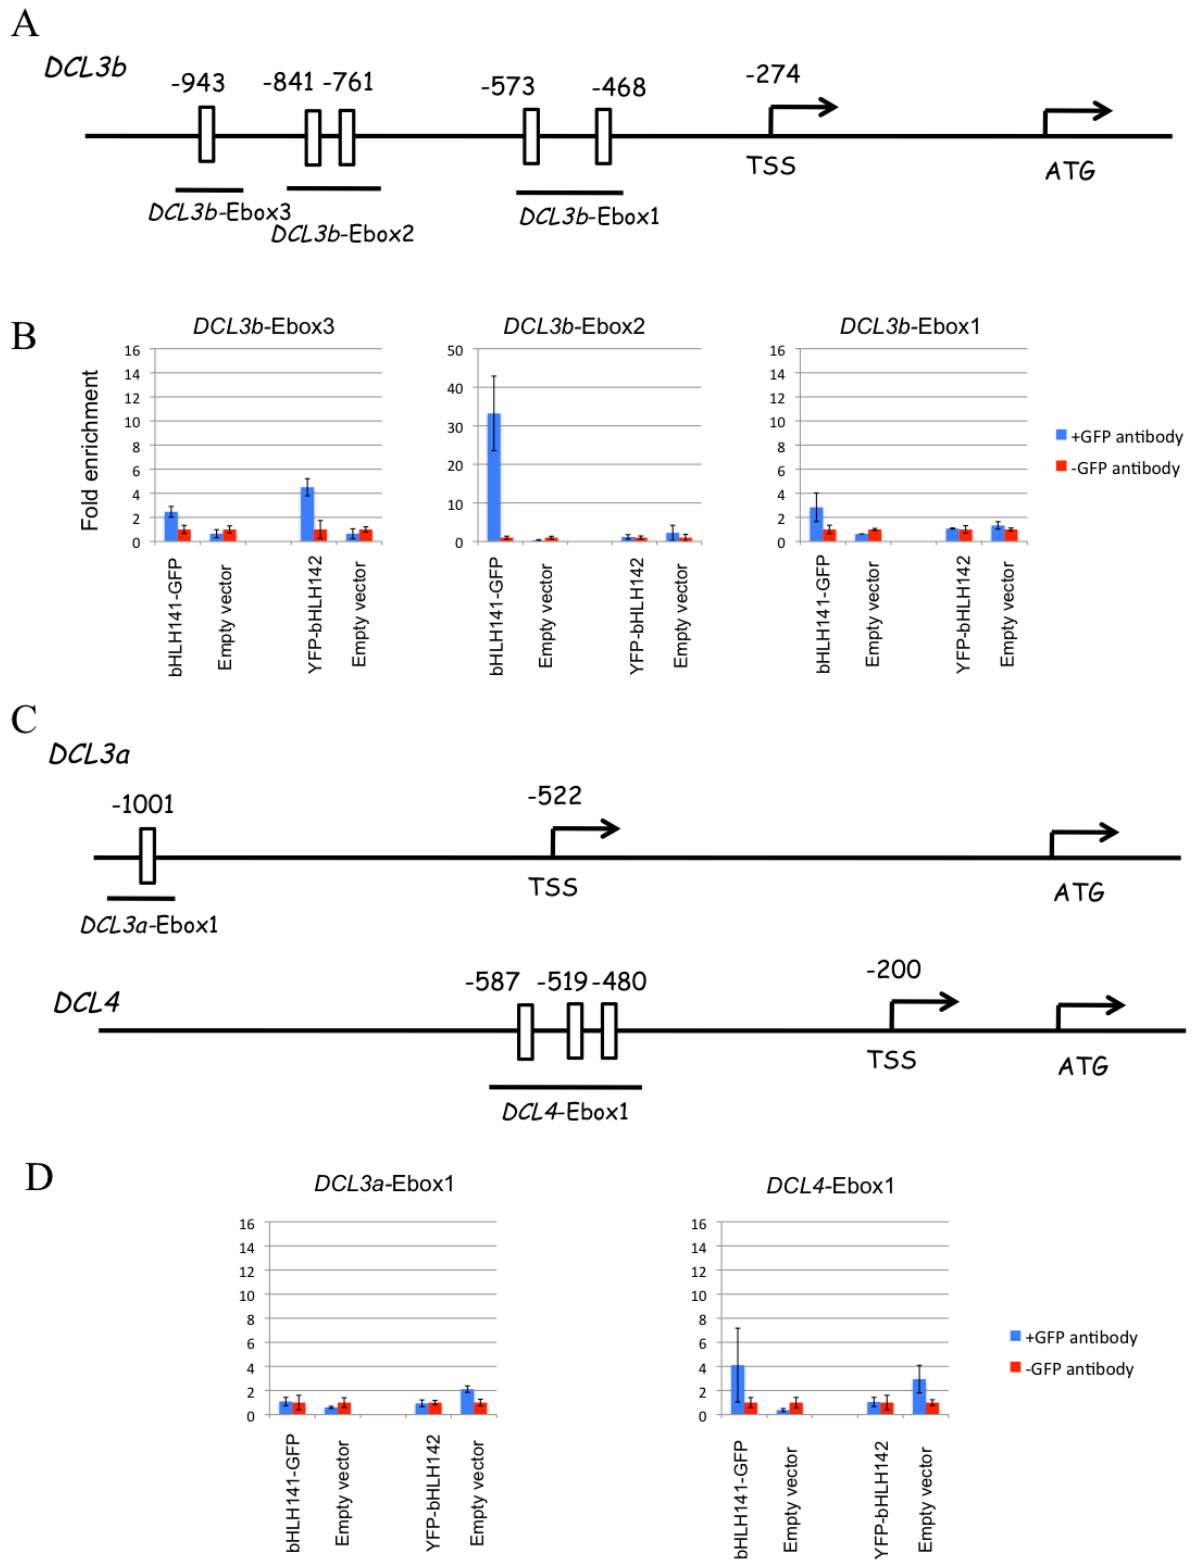 A
DCL3b
-943
-841 -761
-573
-468
-274
TSS
ATG
DCL3b-Ebox3
DCL3b-Ebox2
DCL3b-Ebox1
B
DCL3b-Ebox3
DCL3b-Ebox2
DCL3b-Ebox1
Fold enrichment
16
14
12
10
8
6
4
2
0
50
40
30
20
10
0
16
14
12
10
8
6
4
2
0
+GFP antibody
-GFP antibody
bHLH141-GFP
Empty vector
YFP-bHLH142
Empty vector
bHLH141-GFP
Empty vector
YFP-bHLH142
Empty vector
bHLH141-GFP
Empty vector
YFP-bHLH142
Empty vector
C
DCL3a
-1001
-522
TSS
ATG
DCL3a-Ebox1
DCL4
-587 -519 -480
-200
TSS
ATG
DCL4-Ebox1
D
DCL3a-Ebox1
DCL4-Ebox1
16
14
12
10
8
6
4
2
0
16
14
12
10
8
6
4
2
0
+GFP antibody
-GFP antibody
bHLH141-GFP
Empty vector
YFP-bHLH142
Empty vector
bHLH141-GFP
Empty vector
YFP-bHLH142
Empty vector